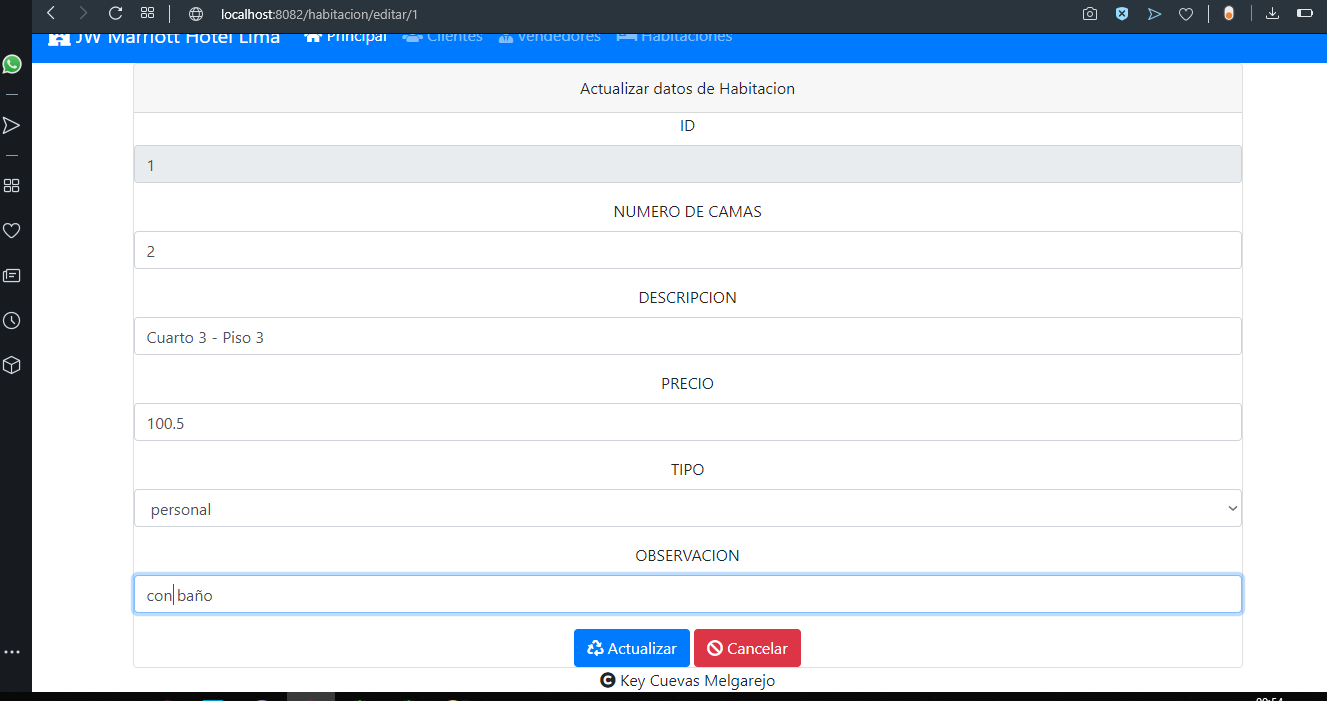 localhost:8082/habitacion/editar/1
JW Marriott Hotel Lima Principal Clientes Vendedores Habitaciones
Actualizar datos de Habitacion
ID
1
NUMERO DE CAMAS
2
DESCRIPCION
Cuarto 3 - Piso 3
PRECIO
100.5
TIPO
personal
OBSERVACION
con baño
Actualizar Cancelar
Key Cuevas Melgarejo